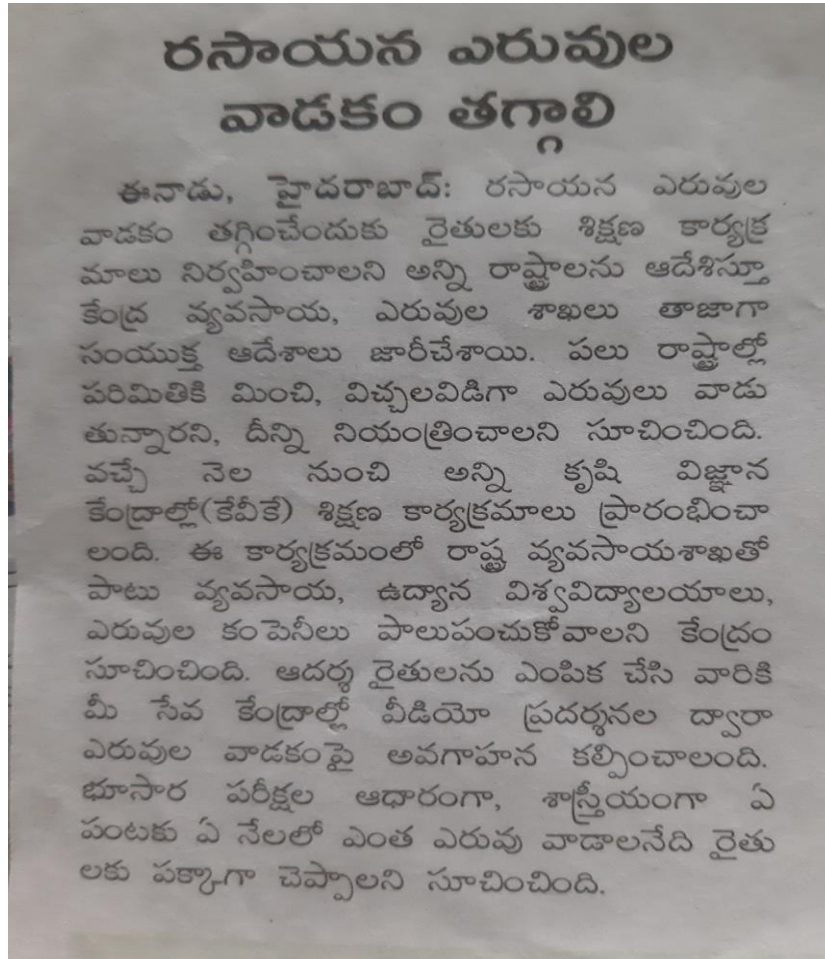 రసాయన ఎరువుల
వాడకం తగ్గాలి
ఈనాడు, హైదరాబాద్: రసాయన ఎరువుల
వాడకం తగ్గించేందుకు రైతులకు శిక్షణ కార్యక్ర
మాలు నిర్వహించాలని అన్ని రాష్ట్రాలను ఆదేశిస్తూ
కేంద్ర వ్యవసాయ, ఎరువుల శాఖలు తాజాగా
సంయుక్త ఆదేశాలు జారీచేశాయి. పలు రాష్ట్రాల్లో
పరిమితికి మించి, విచ్చలవిడిగా ఎరువులు వాడు
తున్నారని, దీన్ని నియంత్రించాలని సూచించింది.
వచ్చే నెల నుంచి అన్ని కృషి విజ్ఞాన
కేంద్రాల్లో(కేవీకే) శిక్షణ కార్యక్రమాలు ప్రారంభించా
లంది. ఈ కార్యక్రమంలో రాష్ట్ర వ్యవసాయశాఖతో
పాటు వ్యవసాయ, ఉద్యాన విశ్వవిద్యాలయాలు,
ఎరువుల కంపెనీలు పాలుపంచుకోవాలని కేంద్రం
సూచించింది. ఆదర్శ రైతులను ఎంపిక చేసి వారికి
మీ సేవ కేంద్రాల్లో వీడియో ప్రదర్శనల ద్వారా
ఎరువుల వాడకంపై అవగాహన కల్పించాలంది.
భూసార పరీక్షల ఆధారంగా, శాస్త్రీయంగా ఏ
పంటకు ఏ నేలలో ఎంత ఎరువు వాడాలనేది రైతు
లకు పక్కాగా చెప్పాలని సూచించింది.